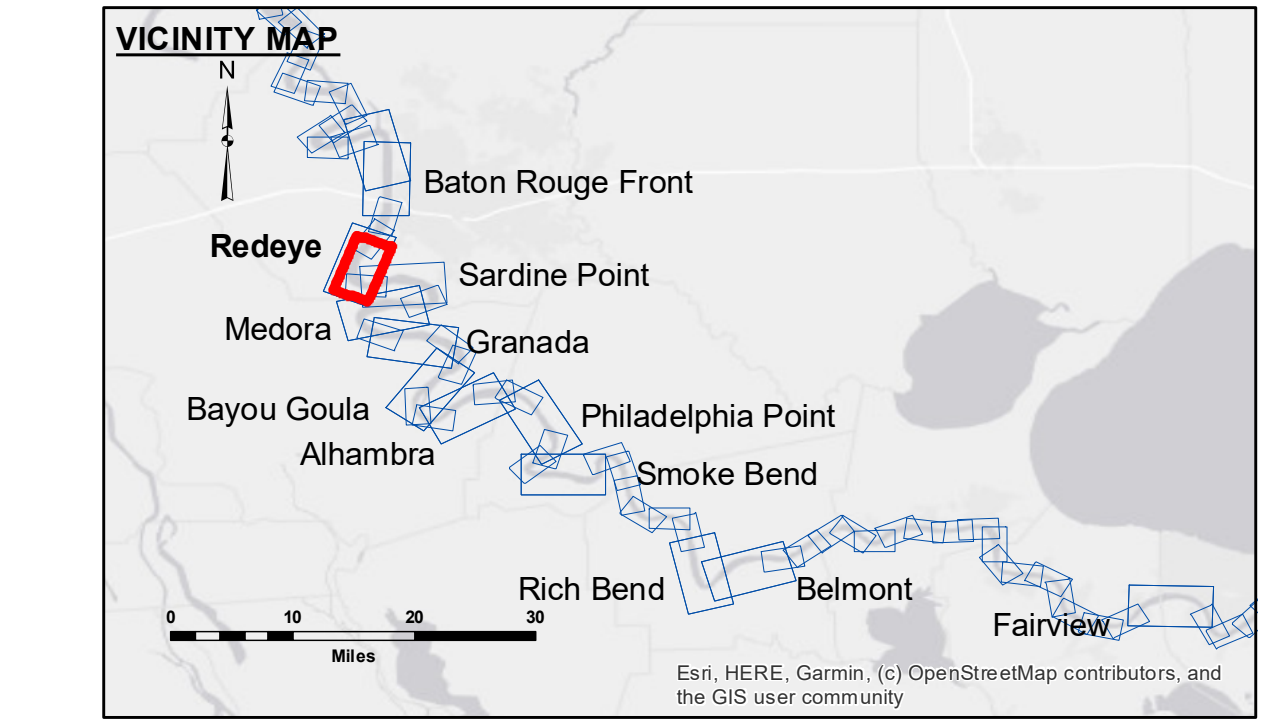 VICINITY MAP
N
Baton Rouge Front
Redeye
Sardine Point
Medora
Granada
Bayou Goula
Philadelphia Point
Alhambra
Smoke Bend
Rich Bend
Belmont
Fairview
0 10 20 30
Miles
Esri, HERE, Garmin, (c) OpenStreetMap contributors, and
the GIS user community